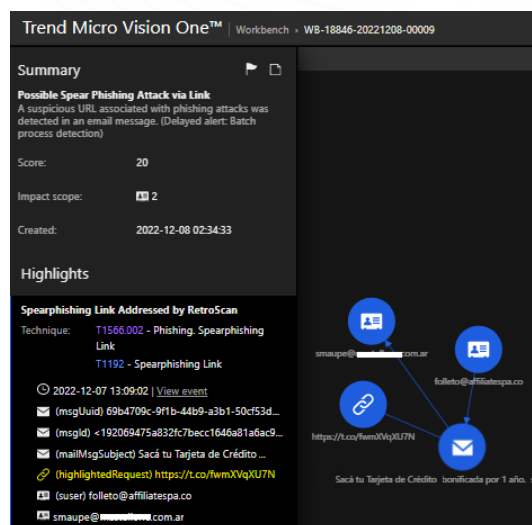 Trend Micro Vision One™ | Workbench › WB-18846-20221208-00009
Summary
Possible Spear Phishing Attack via Link
A suspicious URL associated with phishing attacks was
detected in an email message. (Delayed alert: Batch
process detection)
Score: 20
Impact scope: 2
Created: 2022-12-08 02:34:33
Highlights
Spearphishing Link Addressed by RetroScan
Technique: T1566.002 - Phishing. Spearphishing
Link
T1192 - Spearphishing Link
2022-12-07 13:09:02 | View event
(msgUuid) 69b4709c-9f1b-44b9-a3b1-50cf53d...
(msgId) <192069475a832fc7becc1646a81a6ac9...
(mailMsgSubject) Sacá tu Tarjeta de Crédito ...
(highlightedRequest) https://t.co/fwmXVqXU7N
(suser) folleto@affiliatespa.co
smaupe@ .com.ar
smaupe@ .com.ar
folleto@affiliatespa.co
https://t.co/fwmXVqXU7N
Sacá tu Tarjeta de Crédito bonificada por 1 año.